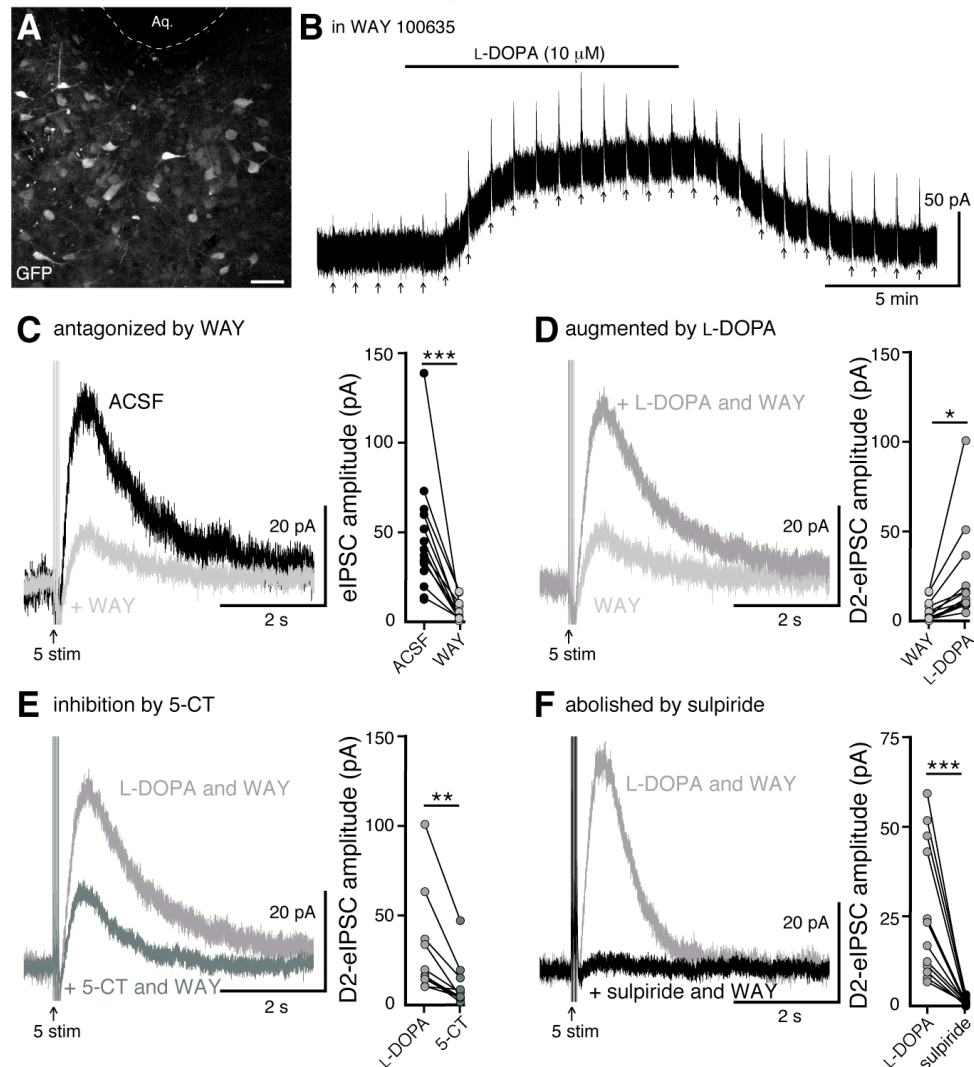 A
Aq.
GFP
B in WAY 100635
L-DOPA (10 μM)
50 pA
5 min
C antagonized by WAY
ACSF
+ WAY
20 pA
2 s
5 stim
eIPSC amplitude (pA)
150
100
50
0
***
ACSF
WAY
D augmented by L-DOPA
+ L-DOPA and WAY
WAY
20 pA
2 s
5 stim
D2-eIPSC amplitude (pA)
150
100
50
0
*
WAY
L-DOPA
E inhibition by 5-CT
L-DOPA and WAY
+ 5-CT and WAY
20 pA
2 s
5 stim
D2-eIPSC amplitude (pA)
150
100
50
0
**
L-DOPA
5-CT
F abolished by sulpiride
L-DOPA and WAY
+ sulpiride and WAY
20 pA
2 s
5 stim
D2-eIPSC amplitude (pA)
75
50
25
0
***
L-DOPA
sulpiride